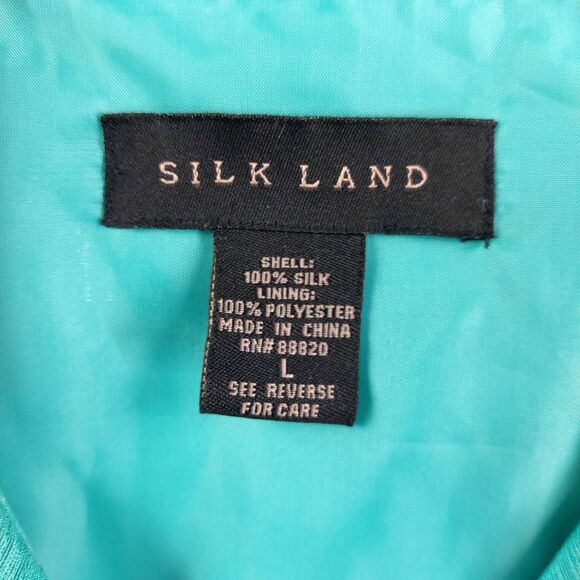 SILK LAND
SHELL:
100% SILK
LINING:
100% POLYESTER
MADE IN CHINA
RN# 88820
L
SEE REVERSE
FOR CARE